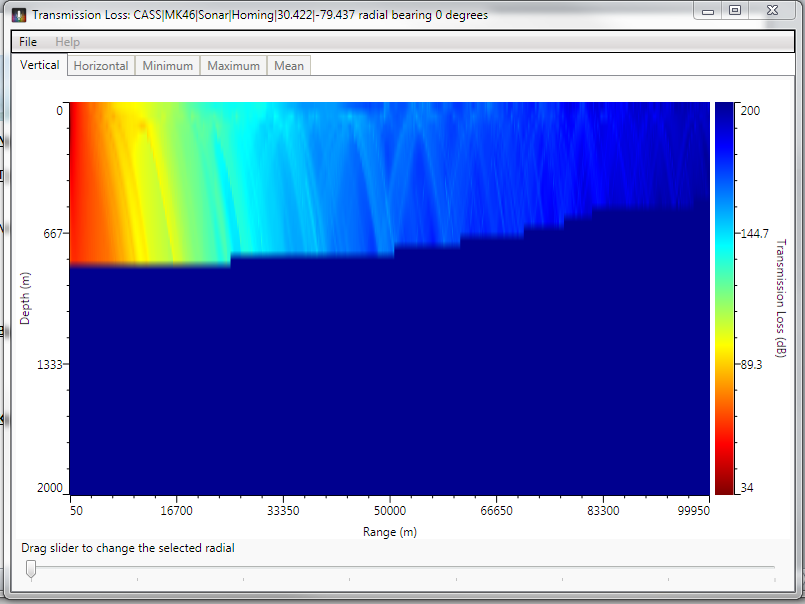 Transmission Loss: CASS|MK46|Sonar|Homing|30.422|-79.437 radial bearing 0 degrees
File Help
Vertical Horizontal Minimum Maximum Mean
0
667
1333
2000
Depth (m)
50 16700 33350 50000 66650 83300 99950
Range (m)
200
144.7
89.3
34
Transmission Loss (dB)
Drag slider to change the selected radial